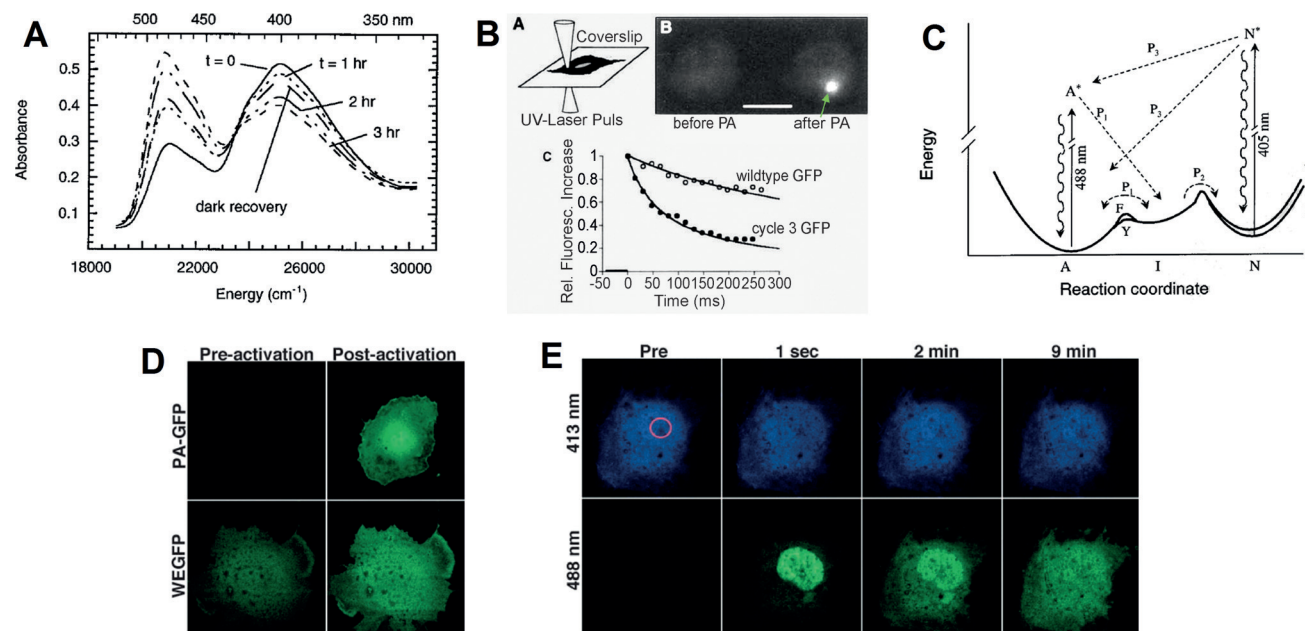 A
500
450
400
350 nm
Absorbance
0.5
0.4
0.3
0.2
0.1
t = 0
t = 1 hr
2 hr
3 hr
dark recovery
18000
22000
26000
30000
Energy (cm⁻¹)
B
A
Coverslip
UV-Laser Puls
B
before PA
after PA
C
Rel. Fluoresc. Increase
1
0.8
0.6
0.4
0.2
0
wildtype GFP
cycle 3 GFP
-50
0
50
100
150
200
250
300
Time (ms)
C
N*
P₃
A*
P₁
P₃
405 nm
488 nm
Energy
P₁
P₂
F
Y
A
I
N
Reaction coordinate
D
Pre-activation
Post-activation
PA-GFP
WEGFP
E
Pre
1 sec
2 min
9 min
413 nm
488 nm